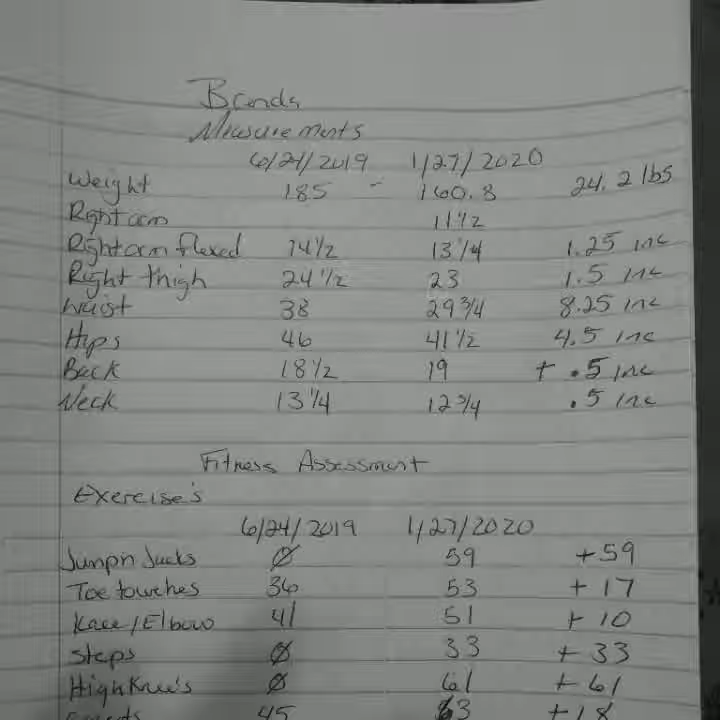 Brenda
Measurements
6/24/2019 1/27/2020
Weight 185 - 160.8 24.2 lbs
Right arm 11 1/2
Right arm flexed 14 1/2 13 1/4 1.25 inc
Right thigh 24 1/2 23 1.5 inc
Waist 38 29 3/4 8.25 inc
Hips 46 41 1/2 4.5 inc
Back 18 1/2 19 + .5 inc
Neck 13 1/4 12 3/4 .5 inc
Fitness Assessment
Exercise's
6/24/2019 1/27/2020
Jumpn Jacks Ø 59 +59
Toe touches 36 53 +17
Knee/Elbow 41 51 +10
Steps Ø 33 +33
High Knee's Ø 61 +61
45 63 +18